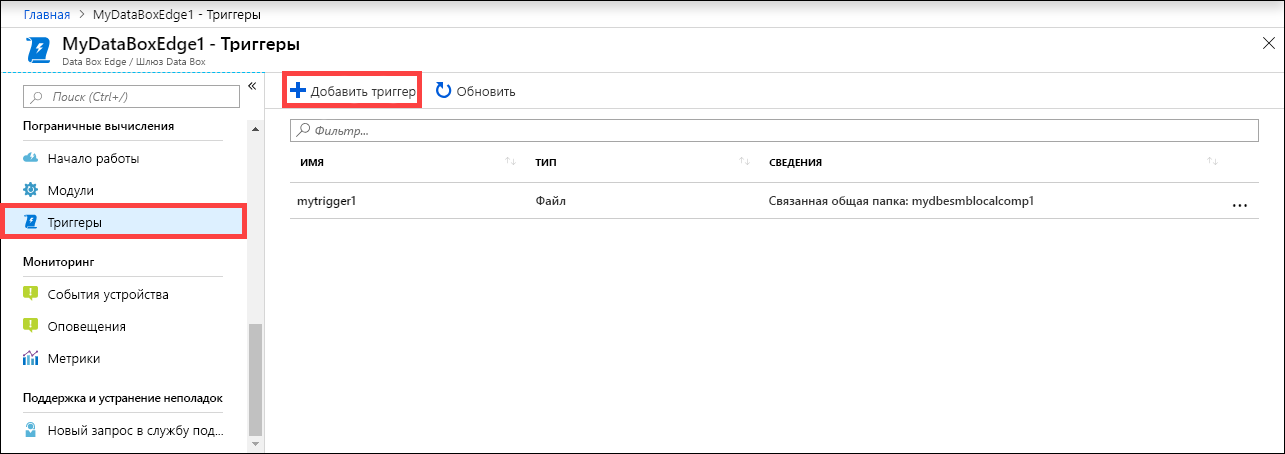 Главная > MyDataBoxEdge1 - Триггеры
MyDataBoxEdge1 - Триггеры
Data Box Edge / Шлюз Data Box
Поиск (Ctrl+/)
Пограничные вычисления
Начало работы
Модули
Триггеры
Мониторинг
События устройства
Оповещения
Метрики
Поддержка и устранение неполадок
Новый запрос в службу под...
Добавить триггер Обновить
Фильтр...
ИМЯ ТИП СВЕДЕНИЯ
mytrigger1 Файл Связанная общая папка: mydbesmblocalcomp1 ...